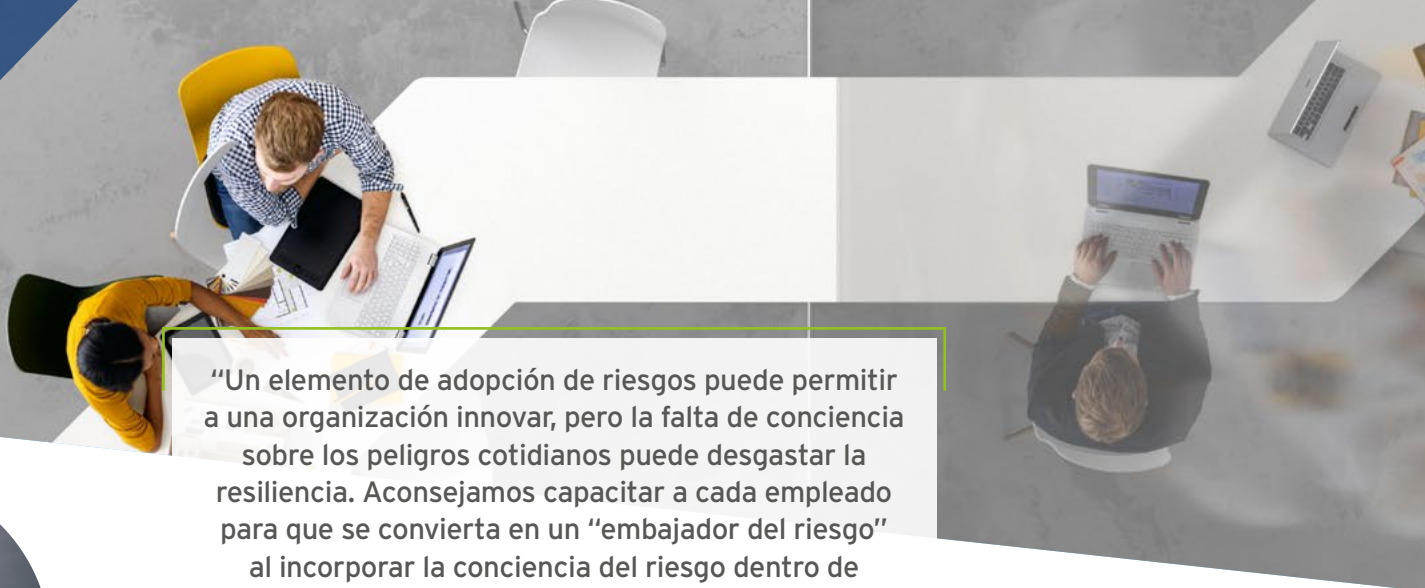 “Un elemento de adopción de riesgos puede permitir
a una organización innovar, pero la falta de conciencia
sobre los peligros cotidianos puede desgastar la
resiliencia. Aconsejamos capacitar a cada empleado
para que se convierta en un “embajador del riesgo”
al incorporar la conciencia del riesgo dentro de